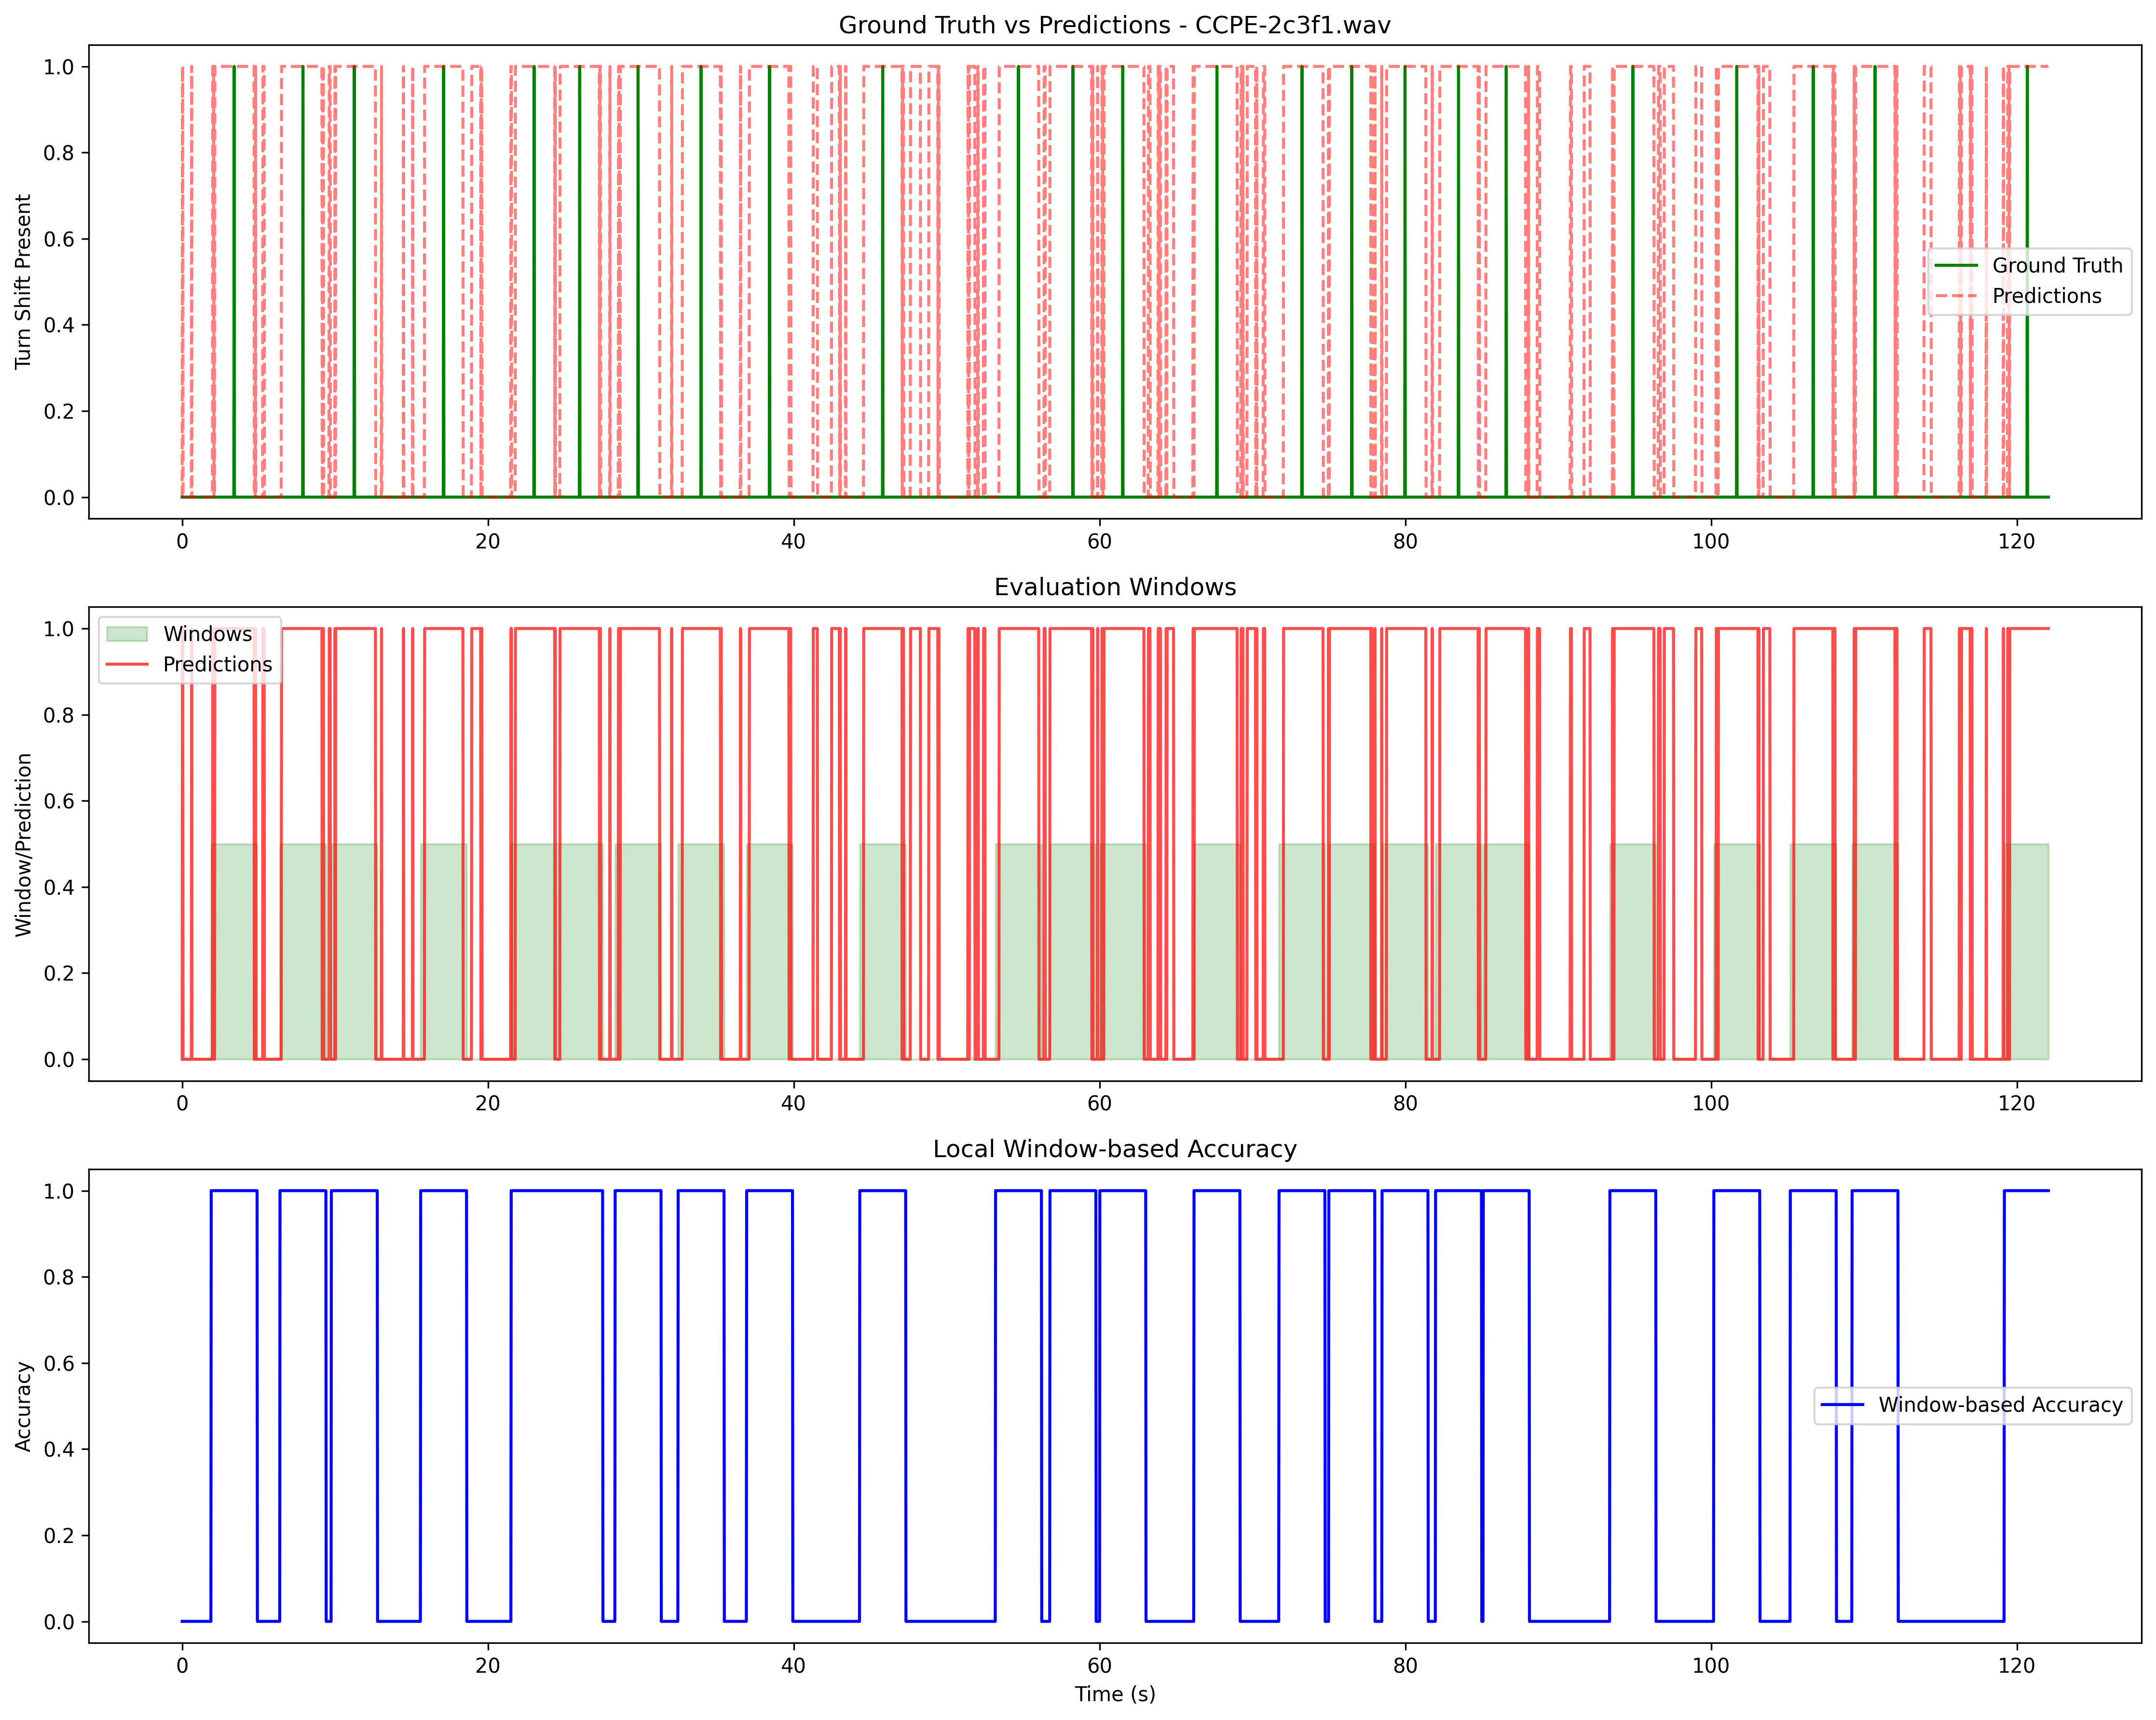 Ground Truth vs Predictions - CCPE-2c3f1.wav
1.0
0.8
0.6
0.4
0.2
0.0
Turn Shift Present
Ground Truth
Predictions
0 20 40 60 80 100 120
Evaluation Windows
1.0
0.8
0.6
0.4
0.2
0.0
Window/Prediction
Windows
Predictions
0 20 40 60 80 100 120
Local Window-based Accuracy
1.0
0.8
0.6
0.4
0.2
0.0
Accuracy
Window-based Accuracy
0 20 40 60 80 100 120
Time (s)